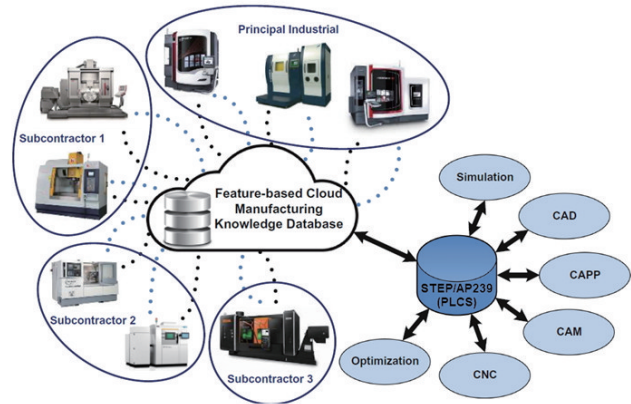 Principal Industrial
Subcontractor 1
Feature-based Cloud
Manufacturing
Knowledge Database
Simulation
CAD
STEP/AP239
(PLCS)
CAPP
CAM
Subcontractor 2
Subcontractor 3
Optimization
CNC